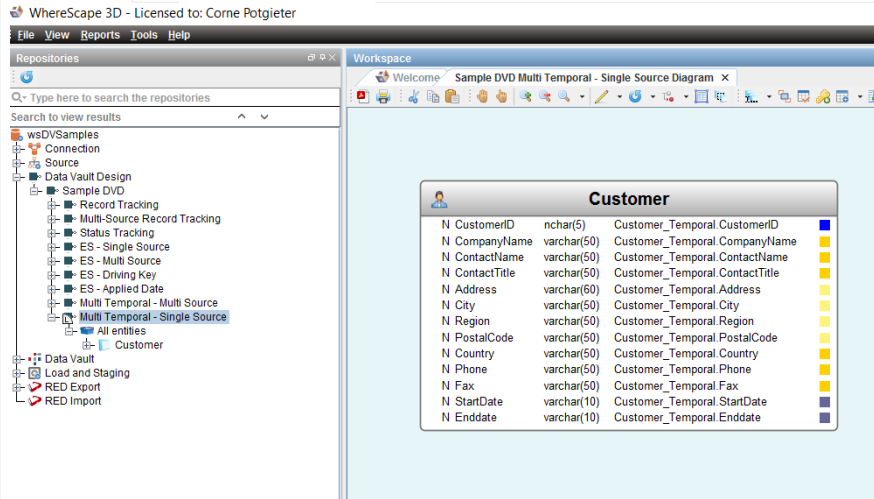 WhereScape 3D - Licensed to: Corne Potgieter
File View Reports Tools Help
Repositories
Type here to search the repositories
Search to view results
wsDVSamples
Connection
Source
Data Vault Design
Sample DVD
Record Tracking
Multi-Source Record Tracking
Status Tracking
ES - Single Source
ES - Multi Source
ES - Driving Key
ES - Applied Date
Multi Temporal - Multi Source
Multi Temporal - Single Source
All entities
Customer
Data Vault
Load and Staging
RED Export
RED Import
Workspace
Welcome Sample DVD Multi Temporal - Single Source Diagram
Customer
N CustomerID nchar(5) Customer_Temporal.CustomerID
N CompanyName varchar(50) Customer_Temporal.CompanyName
N ContactName varchar(50) Customer_Temporal.ContactName
N ContactTitle varchar(50) Customer_Temporal.ContactTitle
N Address varchar(60) Customer_Temporal.Address
N City varchar(50) Customer_Temporal.City
N Region varchar(50) Customer_Temporal.Region
N PostalCode varchar(50) Customer_Temporal.PostalCode
N Country varchar(50) Customer_Temporal.Country
N Phone varchar(50) Customer_Temporal.Phone
N Fax varchar(50) Customer_Temporal.Fax
N StartDate varchar(10) Customer_Temporal.StartDate
N Enddate varchar(10) Customer_Temporal.Enddate